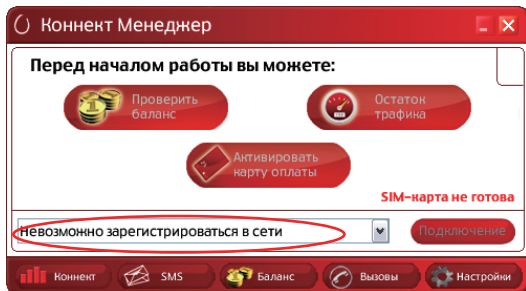 Коннект Менеджер
Перед началом работы вы можете:
Проверить
баланс
Остаток
трафика
Активировать
карту оплаты
SIM-карта не готова
Невозможно зарегистрироваться в сети
Подключение
Коннект
SMS
Баланс
Вызовы
Настройки